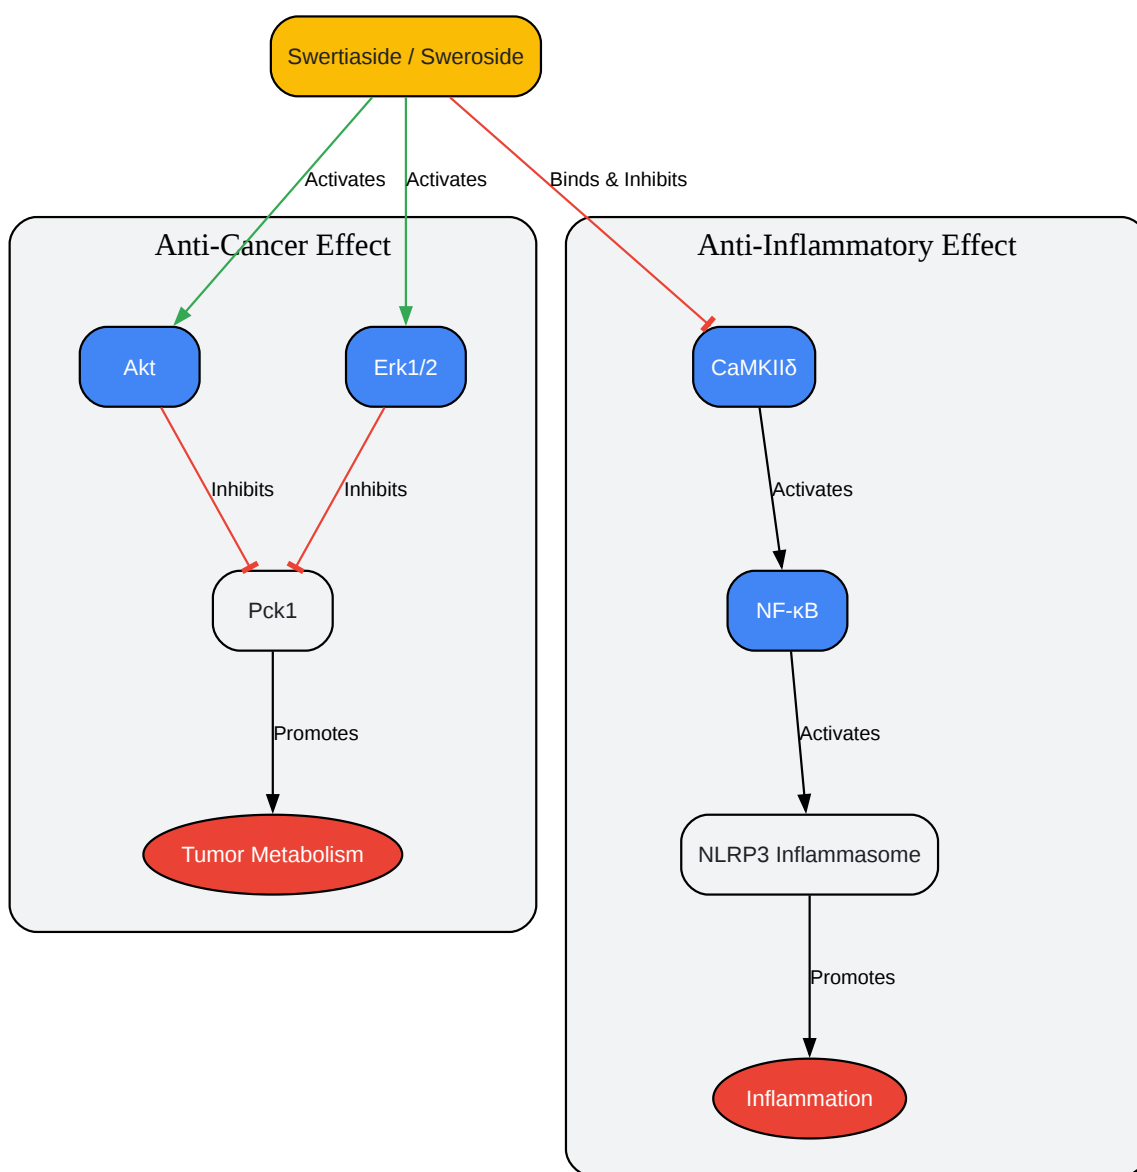 Swertiaside / Sweroside
Activates
Activates
Binds & Inhibits
Anti-Cancer Effect
Anti-Inflammatory Effect
Akt
Erk1/2
CaMKIIδ
Inhibits
Inhibits
Activates
Pck1
NF-κB
Promotes
Activates
Tumor Metabolism
NLRP3 Inflammasome
Promotes
Inflammation